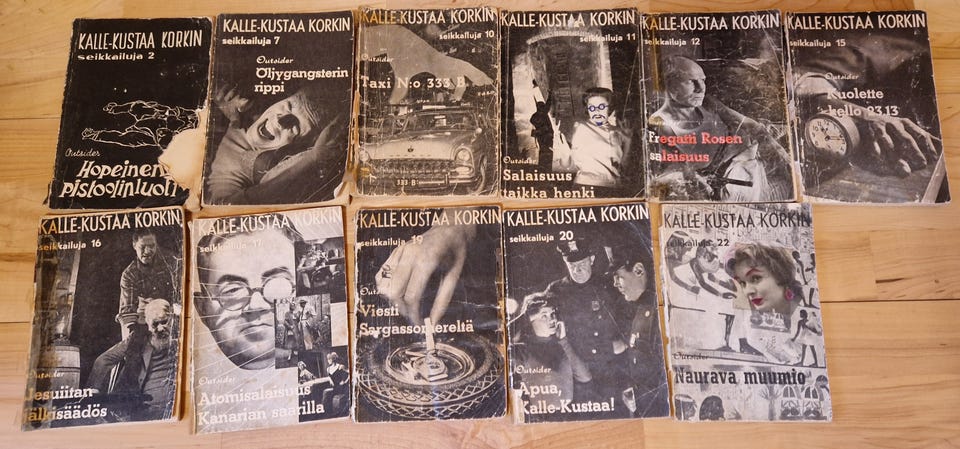 KALLE-KUSTAA KORKIN
seikkailuja 2
Outsider
Hopeinen
pistoolinluoti
KALLE-KUSTAA KORKIN
seikkailuja 7
Outsider
Öljygangsterin
rippi
KALLE-KUSTAA KORKIN
seikkailuja 10
Outsider
Taxi N:o 333 B
333 B
KALLE-KUSTAA KORKIN
seikkailuja 11
Outsider
Salaisuus
taikka henki
KALLE-KUSTAA KORKIN
seikkailuja 12
Fregatti Rosen
salaisuus
KALLE-KUSTAA KORKIN
seikkailuja 15
Outsider
Kuolette
kello 23.13
KALLE-KUSTAA KORKIN
seikkailuja 16
Outsider
Jesuiitan
jälkisäädös
KALLE-KUSTAA KORKIN
seikkailuja 17
Outsider
Atomisalaisuus
Kanarian saarilla
KALLE-KUSTAA KORKIN
seikkailuja 19
Outsider
Viesti
Sargassomereltä
KALLE-KUSTAA KORKIN
seikkailuja 20
Outsider
Apua,
Kalle-Kustaa!
KALLE-KUSTAA KORKIN
seikkailuja 22
Outsider
Naurava muumio